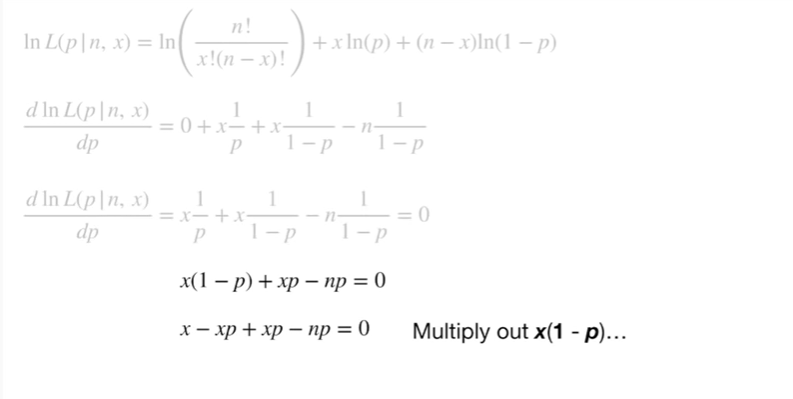 ln L(p | n, x) = ln( n! / x!(n − x)! ) + x ln(p) + (n − x)ln(1 − p)
d ln L(p | n, x) / dp = 0 + x 1/p + x 1/(1 − p) − n 1/(1 − p)
d ln L(p | n, x) / dp = x 1/p + x 1/(1 − p) − n 1/(1 − p) = 0
x(1 − p) + xp − np = 0
x − xp + xp − np = 0 Multiply out x(1 - p)…